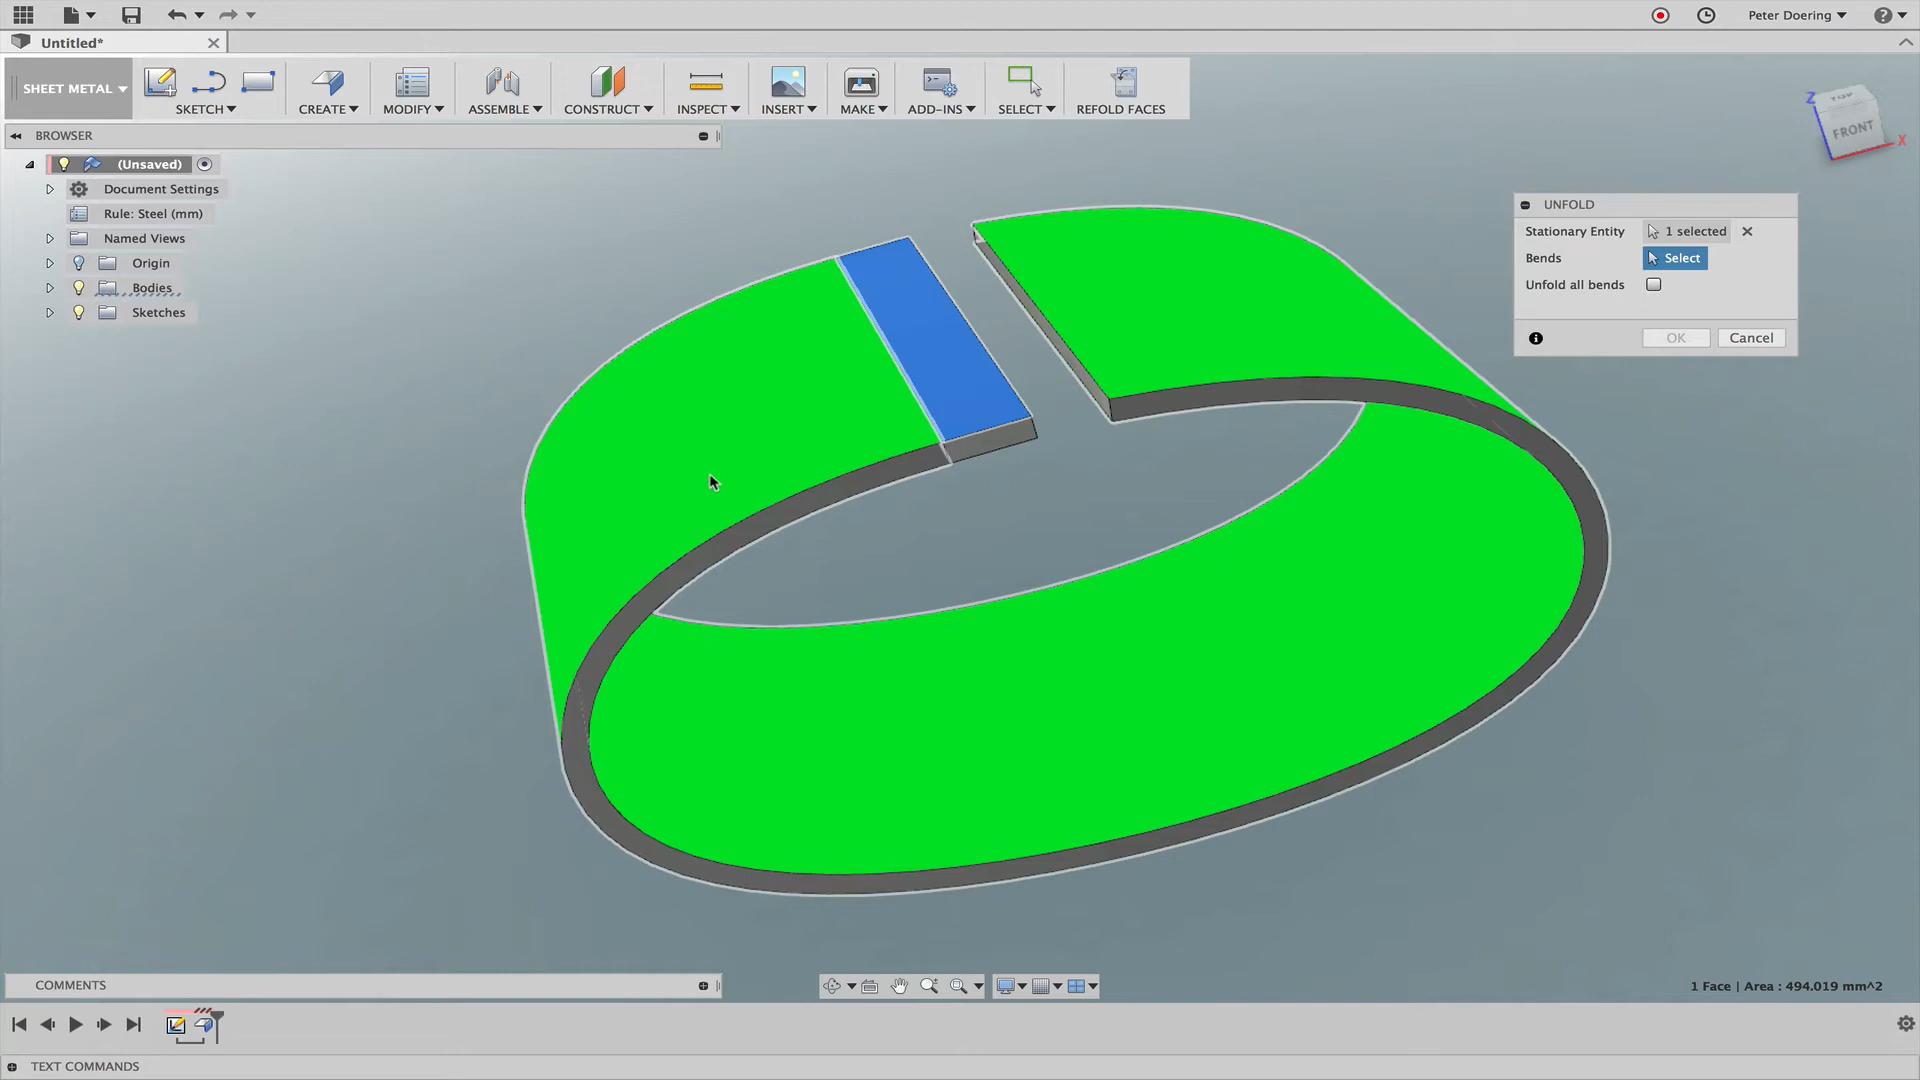 Peter Doering
Untitled*
SHEET METAL
SKETCH
CREATE
MODIFY
ASSEMBLE
CONSTRUCT
INSPECT
INSERT
MAKE
ADD-INS
SELECT
REFOLD FACES
BROWSER
(Unsaved)
Document Settings
Rule: Steel (mm)
Named Views
Origin
Bodies
Sketches
Z
TOP
FRONT
X
UNFOLD
Stationary Entity 1 selected
Bends Select
Unfold all bends
OK Cancel
COMMENTS
1 Face | Area : 494.019 mm^2
TEXT COMMANDS